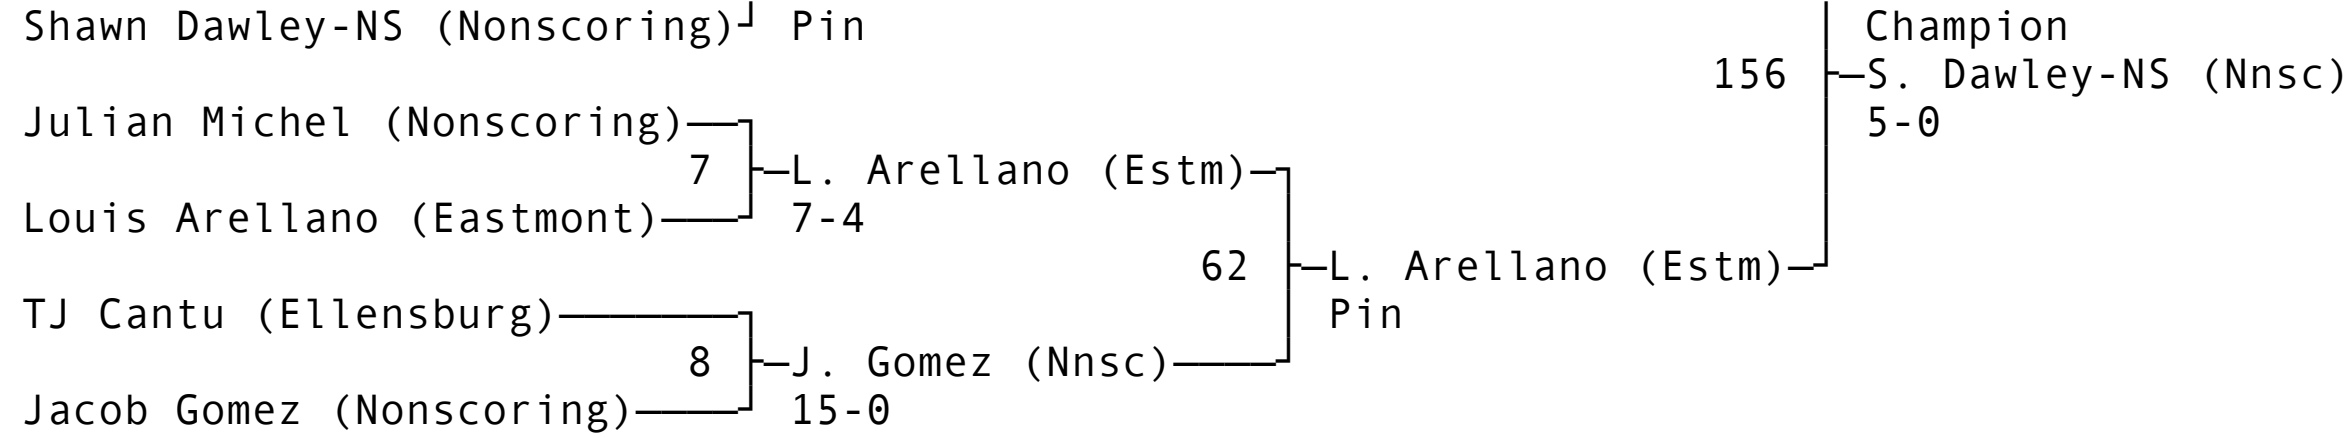 Shawn Dawley-NS (Nonscoring) Pin Champion
156 S. Dawley-NS (Nnsc)
Julian Michel (Nonscoring) 5-0
7 L. Arellano (Estm)
Louis Arellano (Eastmont) 7-4
62 L. Arellano (Estm)
TJ Cantu (Ellensburg) Pin
8 J. Gomez (Nnsc)
Jacob Gomez (Nonscoring) 15-0